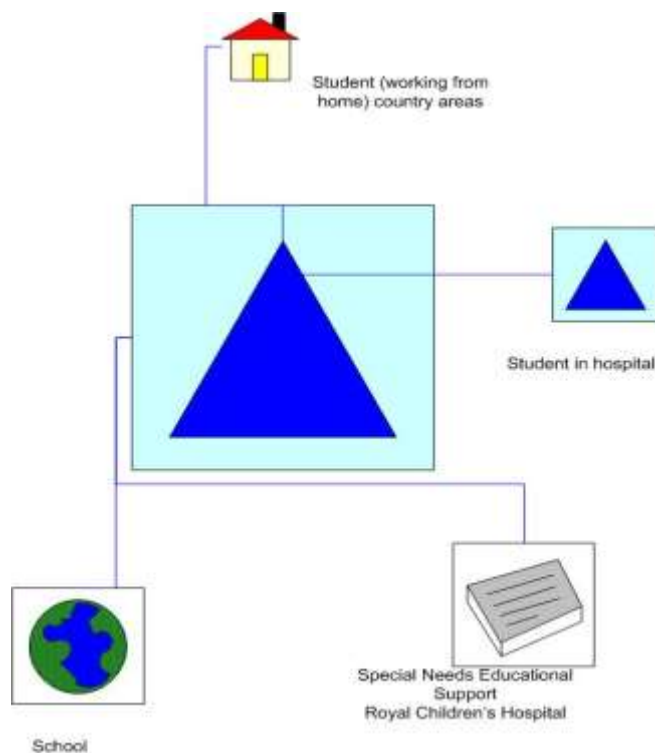 Student (working from
home) country areas
Student in hospital
Special Needs Educational
Support
Royal Children's Hospital
School